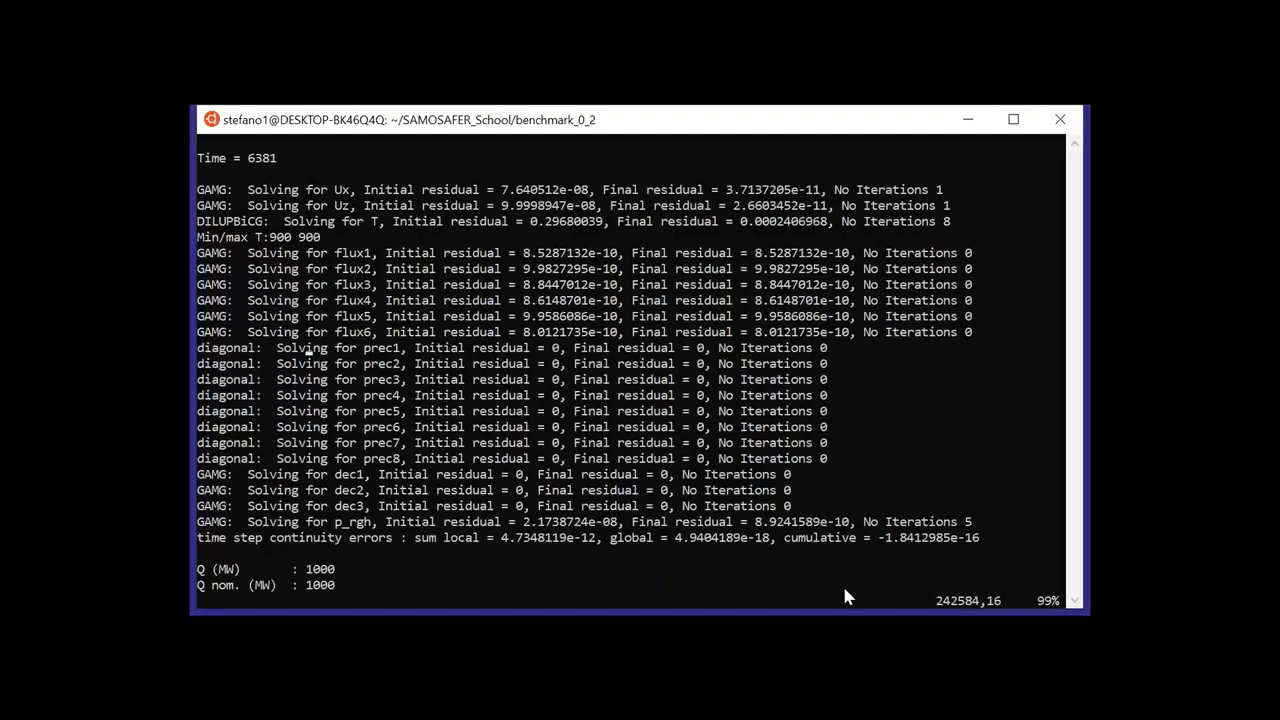 stefano1@DESKTOP-BK46Q4Q: ~/SAMOSAFER_School/benchmark_0_2
Time = 6381
GAMG:  Solving for Ux, Initial residual = 7.640512e-08, Final residual = 3.7137205e-11, No Iterations 1
GAMG:  Solving for Uz, Initial residual = 9.9998947e-08, Final residual = 2.6603452e-11, No Iterations 1
DILUPBiCG:  Solving for T, Initial residual = 0.29680039, Final residual = 0.0002406968, No Iterations 8
Min/max T:900 900
GAMG:  Solving for flux1, Initial residual = 8.5287132e-10, Final residual = 8.5287132e-10, No Iterations 0
GAMG:  Solving for flux2, Initial residual = 9.9827295e-10, Final residual = 9.9827295e-10, No Iterations 0
GAMG:  Solving for flux3, Initial residual = 8.8447012e-10, Final residual = 8.8447012e-10, No Iterations 0
GAMG:  Solving for flux4, Initial residual = 8.6148701e-10, Final residual = 8.6148701e-10, No Iterations 0
GAMG:  Solving for flux5, Initial residual = 9.9586086e-10, Final residual = 9.9586086e-10, No Iterations 0
GAMG:  Solving for flux6, Initial residual = 8.0121735e-10, Final residual = 8.0121735e-10, No Iterations 0
diagonal:  Solving for prec1, Initial residual = 0, Final residual = 0, No Iterations 0
diagonal:  Solving for prec2, Initial residual = 0, Final residual = 0, No Iterations 0
diagonal:  Solving for prec3, Initial residual = 0, Final residual = 0, No Iterations 0
diagonal:  Solving for prec4, Initial residual = 0, Final residual = 0, No Iterations 0
diagonal:  Solving for prec5, Initial residual = 0, Final residual = 0, No Iterations 0
diagonal:  Solving for prec6, Initial residual = 0, Final residual = 0, No Iterations 0
diagonal:  Solving for prec7, Initial residual = 0, Final residual = 0, No Iterations 0
diagonal:  Solving for prec8, Initial residual = 0, Final residual = 0, No Iterations 0
GAMG:  Solving for dec1, Initial residual = 0, Final residual = 0, No Iterations 0
GAMG:  Solving for dec2, Initial residual = 0, Final residual = 0, No Iterations 0
GAMG:  Solving for dec3, Initial residual = 0, Final residual = 0, No Iterations 0
GAMG:  Solving for p_rgh, Initial residual = 2.1738724e-08, Final residual = 8.9241589e-10, No Iterations 5
time step continuity errors : sum local = 4.7348119e-12, global = 4.9404189e-18, cumulative = -1.8412985e-16
Q (MW)      : 1000
Q nom. (MW)  : 1000
242584,16     99%